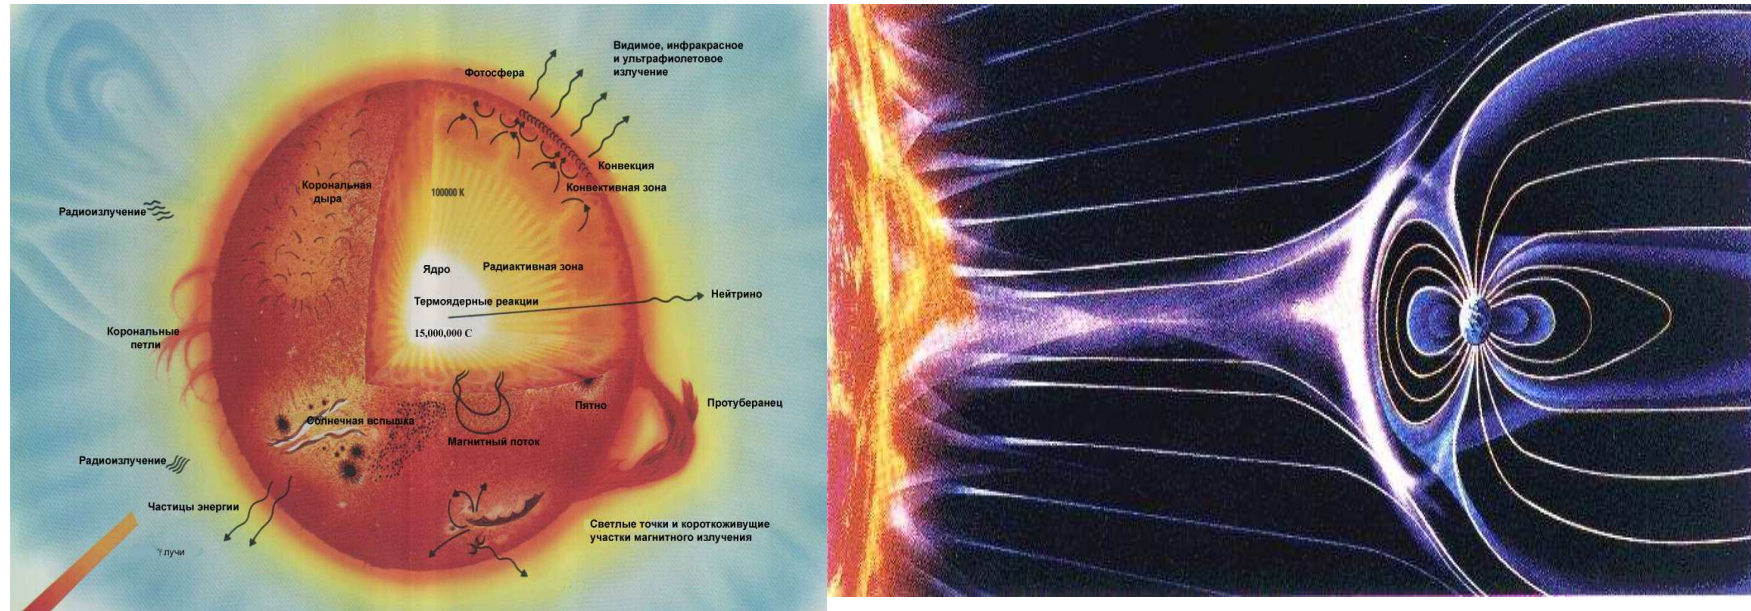 Видимое, инфракрасное
и ультрафиолетовое
излучение
Фотосфера
Конвекция
Конвективная зона
Корональная
дыра
100000 K
Радиоизлучение
Ядро
Радиактивная зона
Термоядерные реакции
Нейтрино
15,000,000 С
Корональные
петли
Пятно
Протуберанец
Солнечная вспышка
Магнитный поток
Радиоизлучение
Частицы энергии
Светлые точки и короткоживущие
участки магнитного излучения
γ лучи